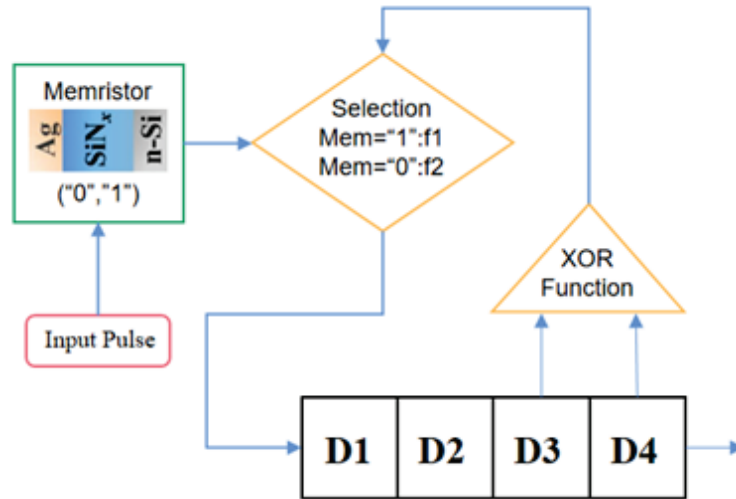 Memristor
Ag
SiNₓ
n-Si
("0","1")
Input Pulse
Selection
Mem="1":f1
Mem="0":f2
XOR
Function
D1
D2
D3
D4